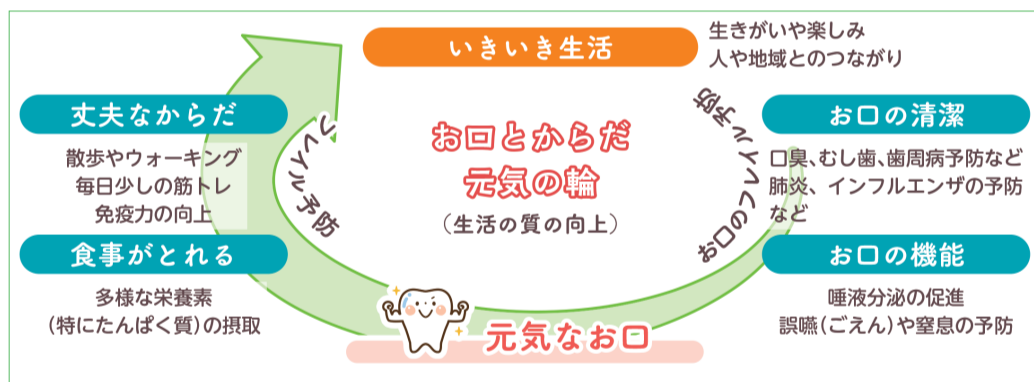 いきいき生活
生きがいや楽しみ
人や地域とのつながり
丈夫なからだ
散歩やウォーキング
毎日少しの筋トレ
免疫力の向上
食事がとれる
多様な栄養素
(特にたんぱく質)の摂取
フレイル予防
お口とからだ
元気の輪
(生活の質の向上)
お口のフレイル予防
お口の清潔
口臭、むし歯、歯周病予防など
肺炎、インフルエンザの予防
など
お口の機能
唾液分泌の促進
誤嚥(ごえん)や窒息の予防
元気なお口